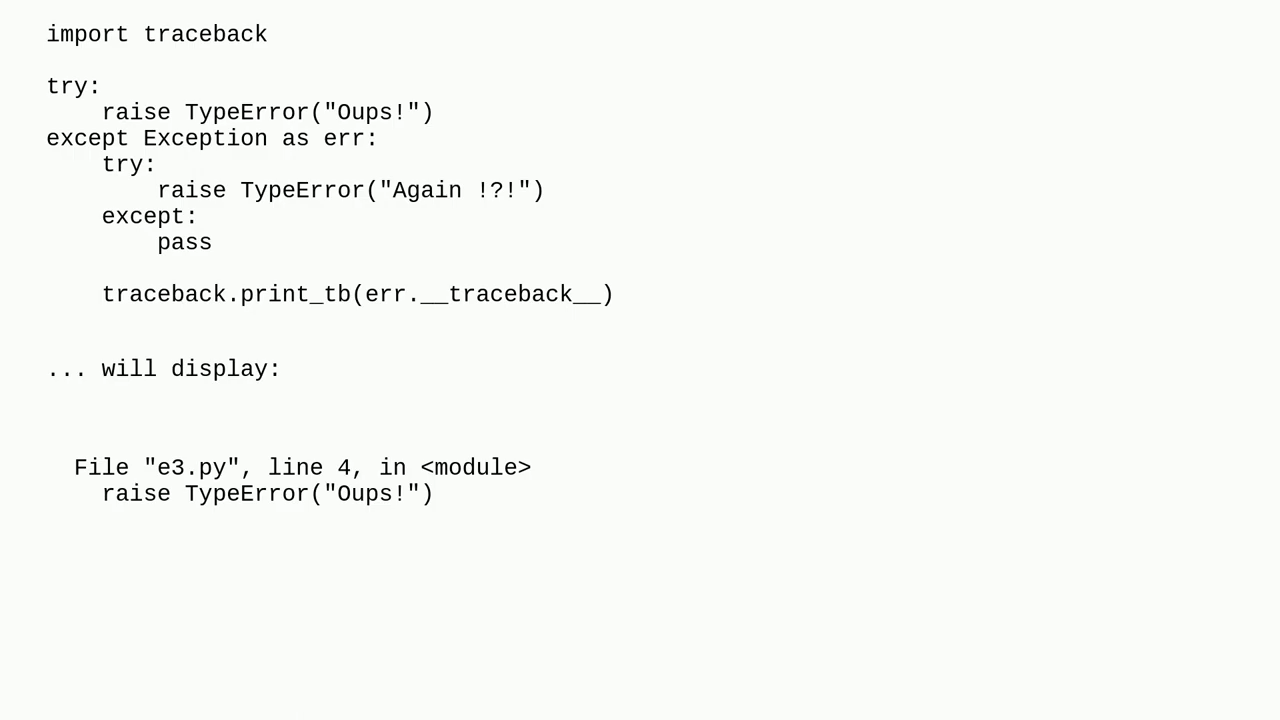 import traceback

try:
    raise TypeError("Oups!")
except Exception as err:
    try:
        raise TypeError("Again !?!")
    except:
        pass

    traceback.print_tb(err.__traceback__)

... will display:

  File "e3.py", line 4, in <module>
    raise TypeError("Oups!")